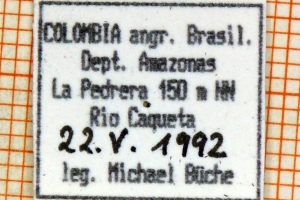 COLOMBIA angr. Brasil.
Dept. Amazonas
La Pedrera 150 m NN
Rio Caqueta
22. V. 1992
leg. Michael Büche